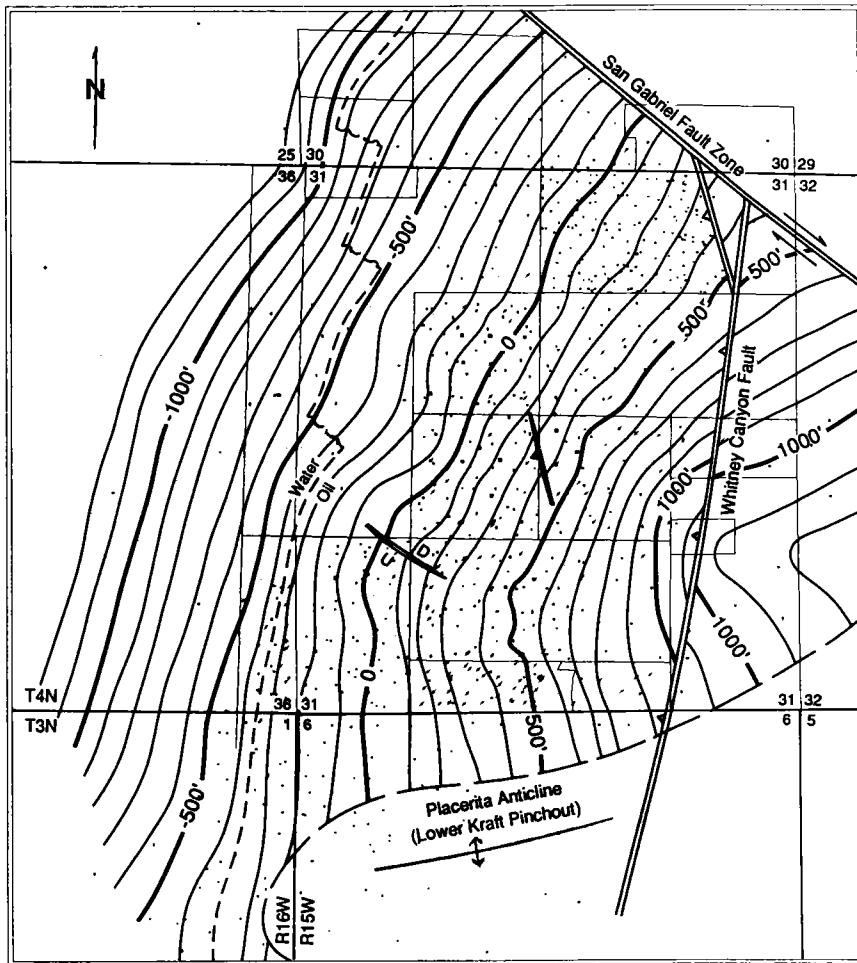 N
San Gabriel Fault Zone
25 30
36 31
30 29
31 32
-500'
500'
500'
-1000'
0
Whitney Canyon Fault
1000'
1000'
Water
Oil
U
D
1000'
0
T4N
T3N
36 31
1 6
31 32
6 5
-500'
500'
Placerita Anticline
(Lower Kraft Pinchout)
R16W
R15W